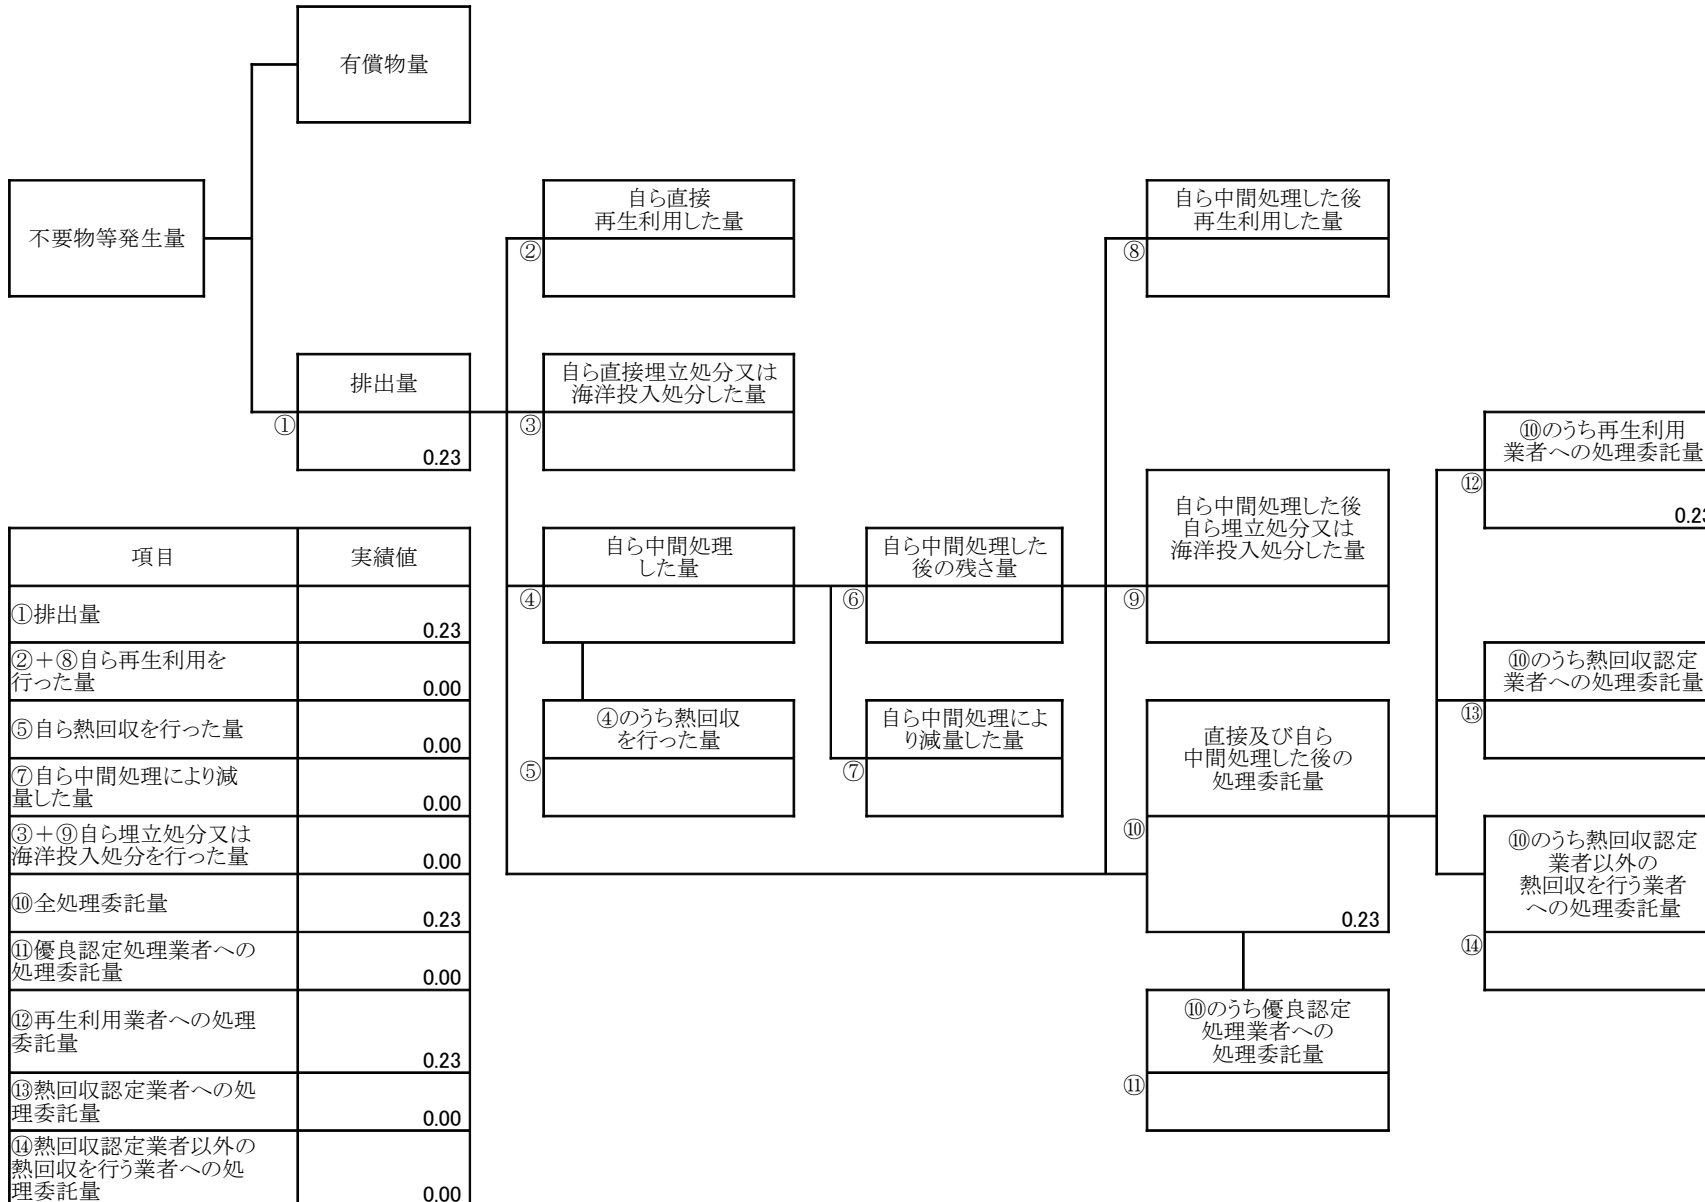 有償物量
不要物等発生量
自ら直接
再生利用した量
②
自ら中間処理した後
再生利用した量
⑧
排出量
①
0.23
自ら直接埋立処分又は
海洋投入処分した量
③
⑩のうち再生利用
業者への処理委託量
⑫
0.23
自ら中間処理した後
自ら埋立処分又は
海洋投入処分した量
⑨
自ら中間処理
した量
④
自ら中間処理した
後の残さ量
⑥
④のうち熱回収
を行った量
⑤
自ら中間処理によ
り減量した量
⑦
直接及び自ら
中間処理した後の
処理委託量
⑩
0.23
⑩のうち熱回収認定
業者への処理委託量
⑬
⑩のうち熱回収認定
業者以外の
熱回収を行う業者
への処理委託量
⑭
⑩のうち優良認定
処理業者への
処理委託量
⑪
項目 実績値
①排出量
0.23
②＋⑧自ら再生利用を
行った量
0.00
⑤自ら熱回収を行った量
0.00
⑦自ら中間処理により減
量した量
0.00
③＋⑨自ら埋立処分又は
海洋投入処分を行った量
0.00
⑩全処理委託量
0.23
⑪優良認定処理業者への
処理委託量
0.00
⑫再生利用業者への処理
委託量
0.23
⑬熱回収認定業者への処
理委託量
0.00
⑭熱回収認定業者以外の
熱回収を行う業者への処
理委託量
0.00